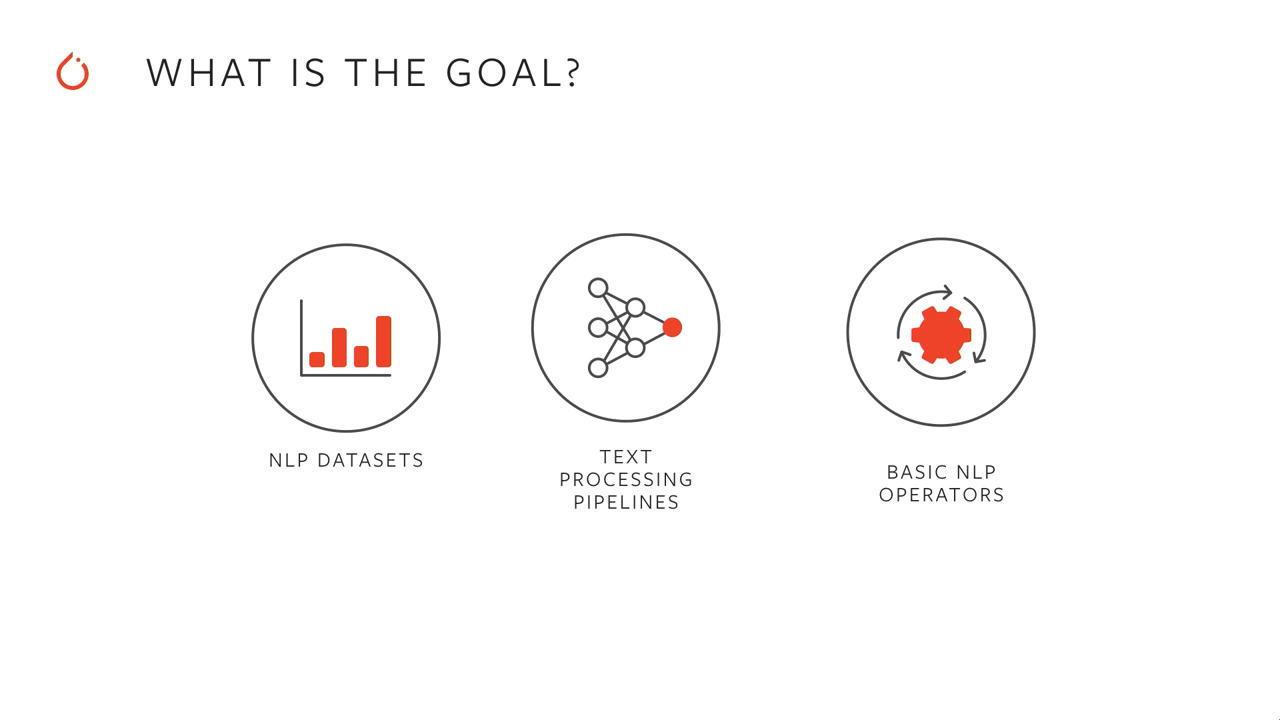 WHAT IS THE GOAL?
NLP DATASETS
TEXT
PROCESSING
PIPELINES
BASIC NLP
OPERATORS